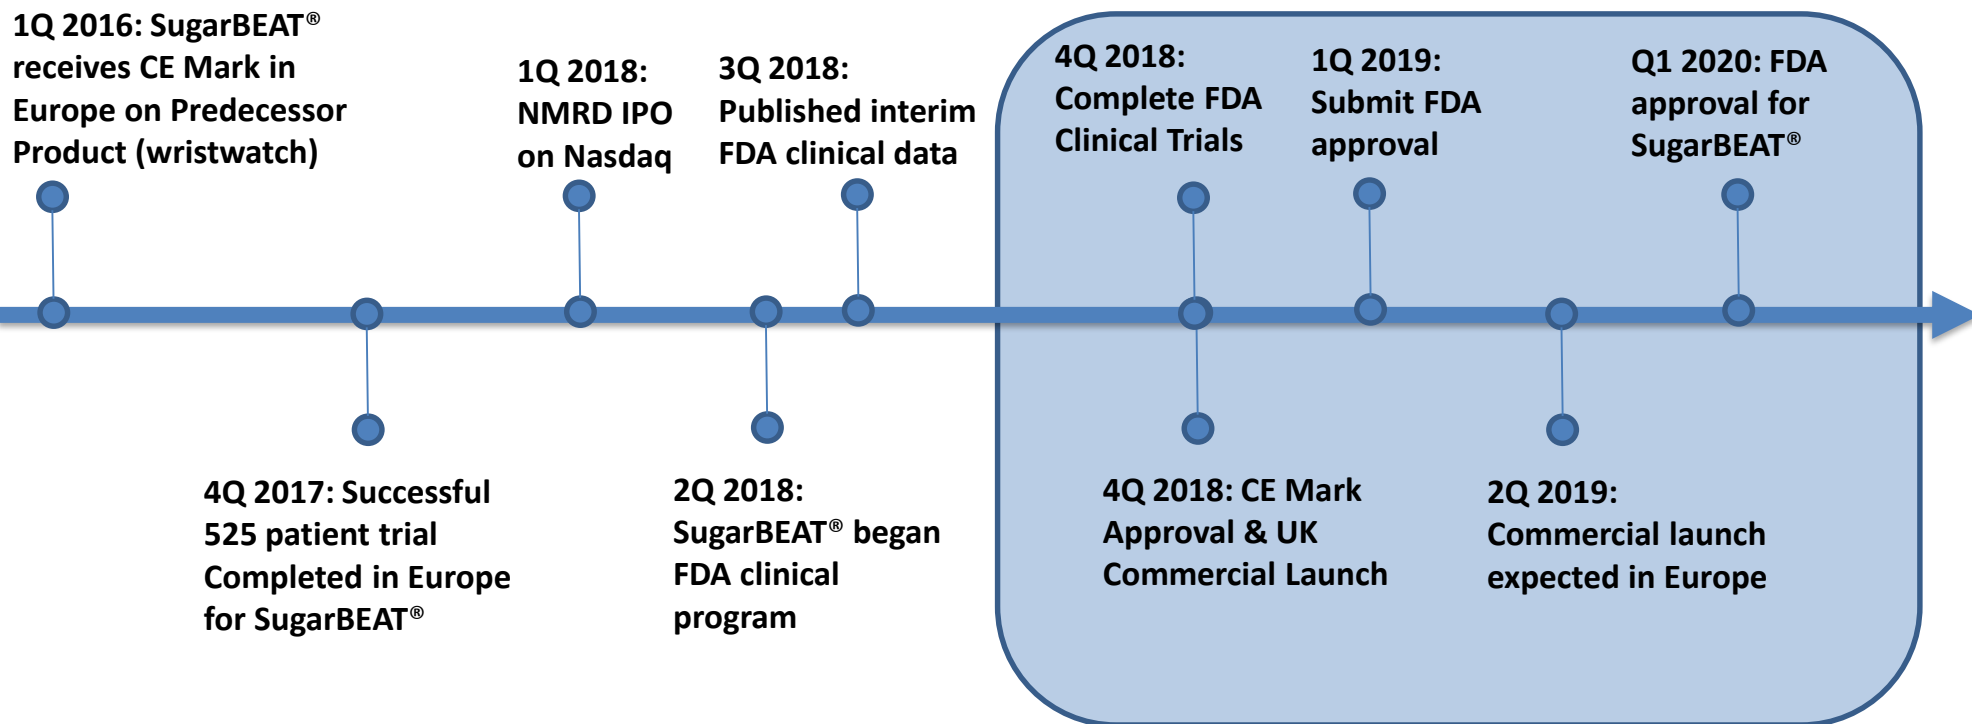 1Q 2016: SugarBEAT®
receives CE Mark in
Europe on Predecessor
Product (wristwatch)
1Q 2018:
NMRD IPO
on Nasdaq
3Q 2018:
Published interim
FDA clinical data
4Q 2018:
Complete FDA
Clinical Trials
1Q 2019:
Submit FDA
approval
Q1 2020: FDA
approval for
SugarBEAT®
4Q 2017: Successful
525 patient trial
Completed in Europe
for SugarBEAT®
2Q 2018:
SugarBEAT® began
FDA clinical
program
4Q 2018: CE Mark
Approval & UK
Commercial Launch
2Q 2019:
Commercial launch
expected in Europe